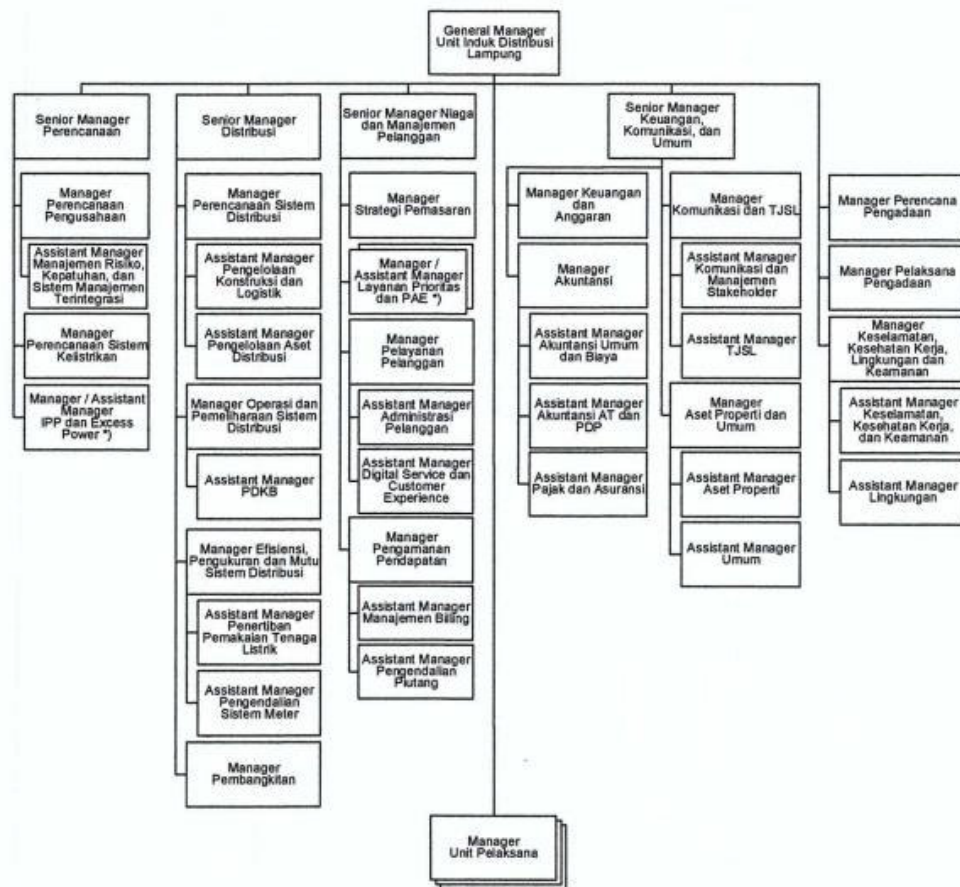 General Manager
Unit Induk Distribusi
Lampung
Senior Manager
Perencanaan
Manager
Perencanaan
Pengusahaan
Assistant Manager
Manajemen Risiko,
Kepatuhan, dan
Sistem Manajemen
Terintegrasi
Manager
Perencanaan Sistem
Kelistrikan
Manager / Assistant
Manager
IPP dan Excess
Power *)
Senior Manager
Distribusi
Manager
Perencanaan Sistem
Distribusi
Assistant Manager
Pengelolaan
Konstruksi dan
Logistik
Assistant Manager
Pengelolaan Aset
Distribusi
Manager Operasi dan
Pemeliharaan Sistem
Distribusi
Assistant Manager
PDKB
Manager Efisiensi,
Pengukuran dan Mutu
Sistem Distribusi
Assistant Manager
Penertiban
Pemakaian Tenaga
Listrik
Assistant Manager
Pengendalian
Sistem Meter
Manager
Pembangkitan
Senior Manager Niaga
dan Manajemen
Pelanggan
Manager
Strategi Pemasaran
Manager /
Assistant Manager
Layanan Prioritas
dan PAE *)
Manager
Pelayanan
Pelanggan
Assistant Manager
Administrasi
Pelanggan
Assistant Manager
Digital Service dan
Customer
Experience
Manager
Pengamanan
Pendapatan
Assistant Manager
Manajemen Billing
Assistant Manager
Pengendalian
Piutang
Senior Manager
Keuangan,
Komunikasi, dan
Umum
Manager Keuangan
dan
Anggaran
Manager
Akuntansi
Assistant Manager
Akuntansi Umum
dan Biaya
Assistant Manager
Akuntansi AT dan
PDP
Assistant Manager
Pajak dan Asuransi
Manager
Komunikasi dan TJSL
Assistant Manager
Komunikasi dan
Manajemen
Stakeholder
Assistant Manager
TJSL
Manager
Aset Properti dan
Umum
Assistant Manager
Aset Properti
Assistant Manager
Umum
Manager Perencana
Pengadaan
Manager Pelaksana
Pengadaan
Manager
Keselamatan,
Kesehatan Kerja,
Lingkungan dan
Keamanan
Assistant Manager
Keselamatan,
Kesehatan Kerja,
dan Keamanan
Assistant Manager
Lingkungan
Manager
Unit Pelaksana